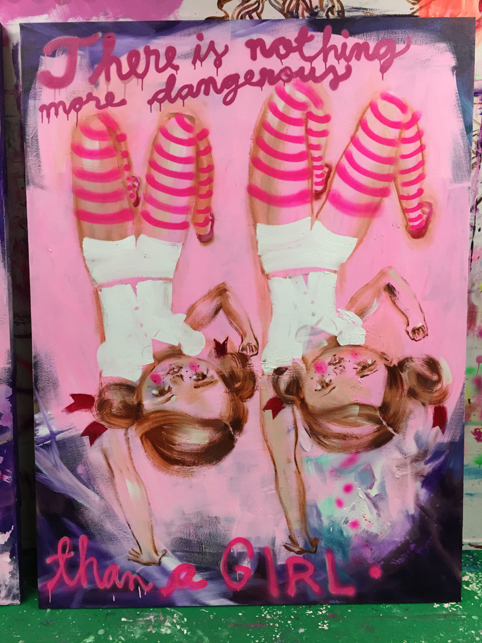 There is nothing
more dangerous
than a GIRL.